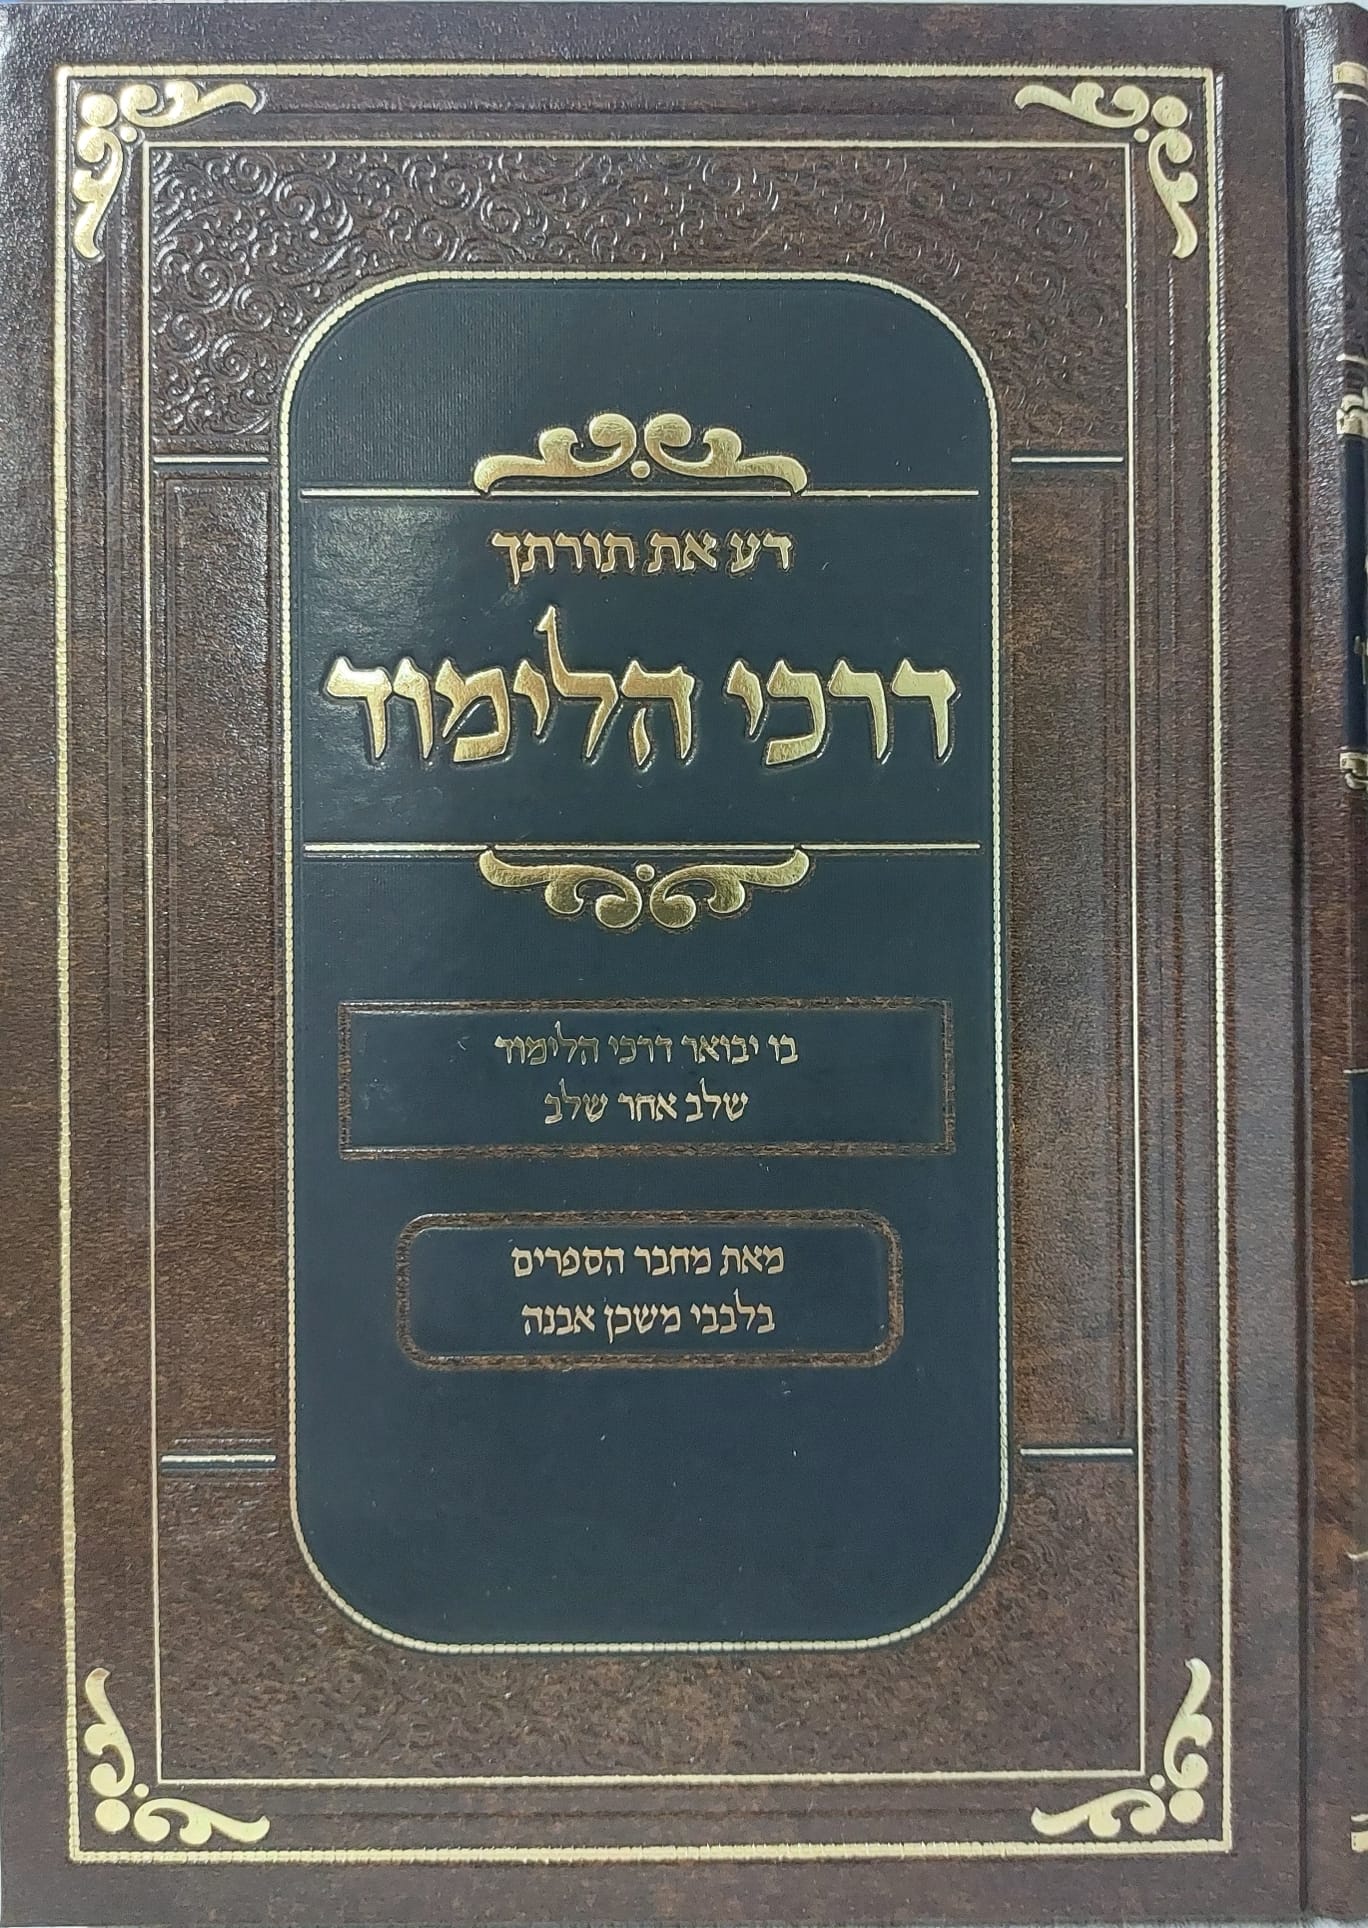 דע את תורתך
דרכי הלימוד
בו יבואר דרכי הלימוד
שלב אחר שלב
מאת מחבר הספרים
בלבבי משכן אבנה